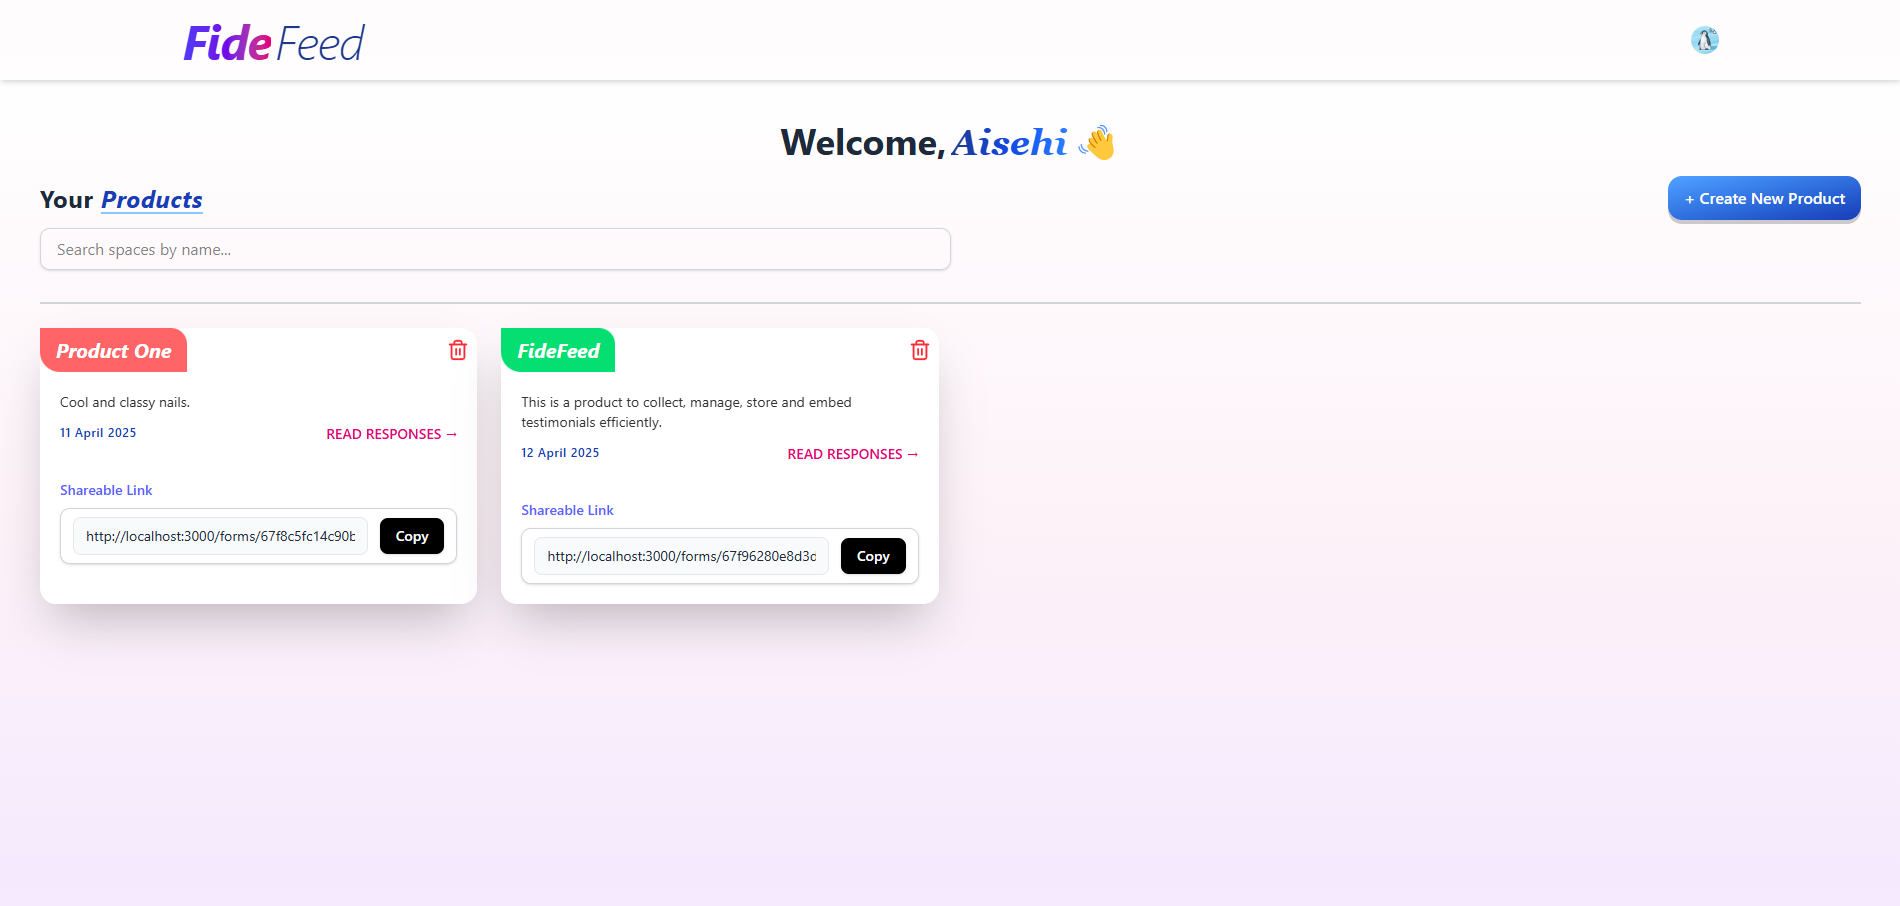 FideFeed
Welcome, Aisehi 👋
Your Products
+ Create New Product
Search spaces by name...
Product One
Cool and classy nails.
11 April 2025
READ RESPONSES →
Shareable Link
http://localhost:3000/forms/67f8c5fc14c90b
Copy
FideFeed
This is a product to collect, manage, store and embed
testimonials efficiently.
12 April 2025
READ RESPONSES →
Shareable Link
http://localhost:3000/forms/67f96280e8d3c
Copy